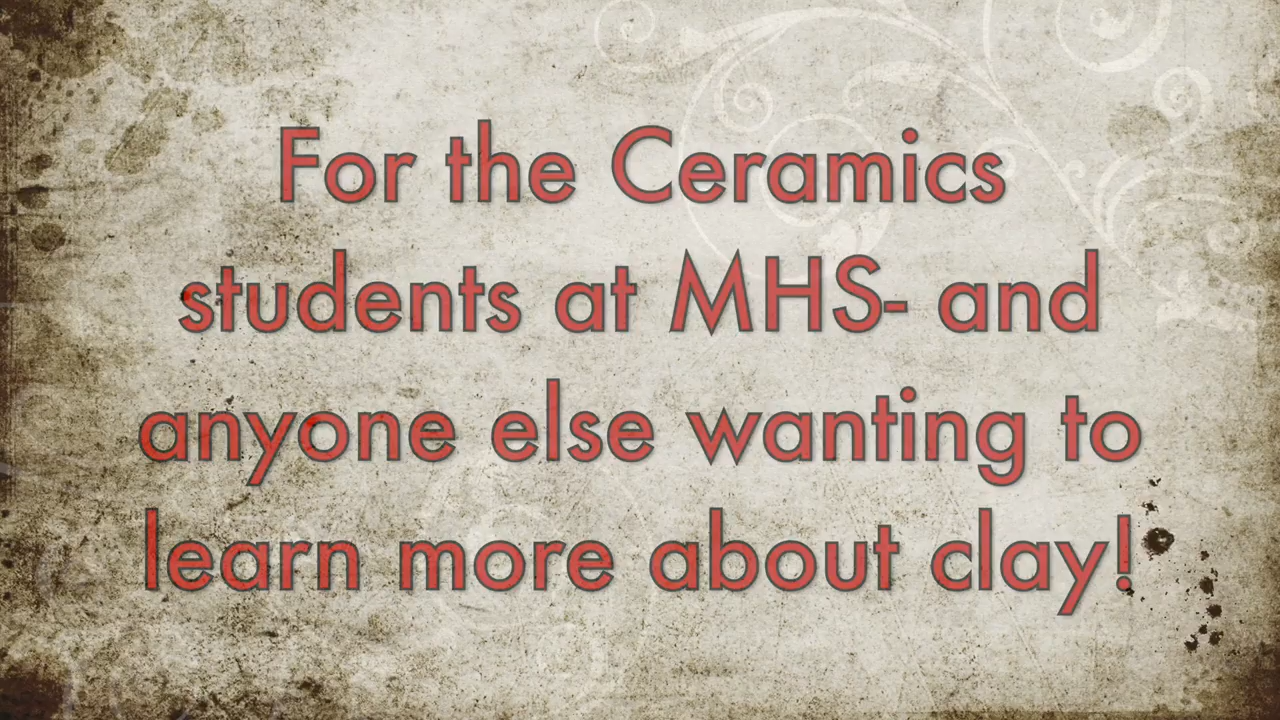 For the Ceramics
students at MHS- and
anyone else wanting to
learn more about clay!